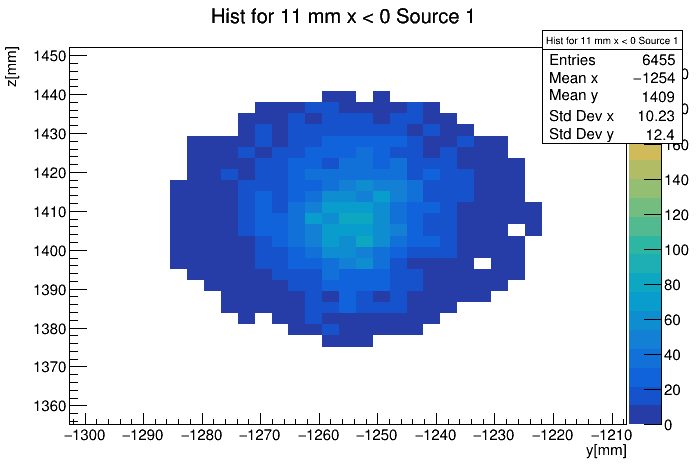 Hist for 11 mm x < 0 Source 1
Hist for 11 mm x < 0 Source 1
Entries 6455
Mean x −1254
Mean y 1409
Std Dev x 10.23
Std Dev y 12.4
z[mm]
1450
1440
1430
1420
1410
1400
1390
1380
1370
1360
−1300 −1290 −1280 −1270 −1260 −1250 −1240 −1230 −1220 −1210
y[mm]
160
140
120
100
80
60
40
20
0